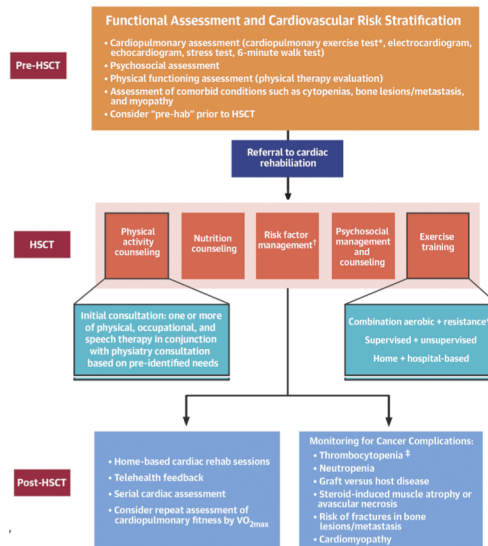 Functional Assessment and Cardiovascular Risk Stratification
• Cardiopulmonary assessment (cardiopulmonary exercise test*, electrocardiogram,
echocardiogram, stress test, 6-minute walk test)
• Psychosocial assessment
• Physical functioning assessment (physical therapy evaluation)
• Assessment of comorbid conditions such as cytopenias, bone lesions/metastasis,
and myopathy
• Consider “pre-hab” prior to HSCT
Pre-HSCT
Referral to cardiac
rehabiliation
HSCT
Physical
activity
counseling
Nutrition
counseling
Risk factor
management†
Psychosocial
management
and
counseling
Exercise
training
Initial consultation: one or more
of physical, occupational, and
speech therapy in conjunction
with physiatry consultation
based on pre-identified needs
Combination aerobic + resistance*
Supervised + unsupervised
Home + hospital-based
Post-HSCT
• Home-based cardiac rehab sessions
• Telehealth feedback
• Serial cardiac assessment
• Consider repeat assessment of
cardiopulmonary fitness by VO2max
Monitoring for Cancer Complications:
• Thrombocytopenia ‡
• Neutropenia
• Graft versus host disease
• Steroid-induced muscle atrophy or
avascular necrosis
• Risk of fractures in bone
lesions/metastasis
• Cardiomyopathy